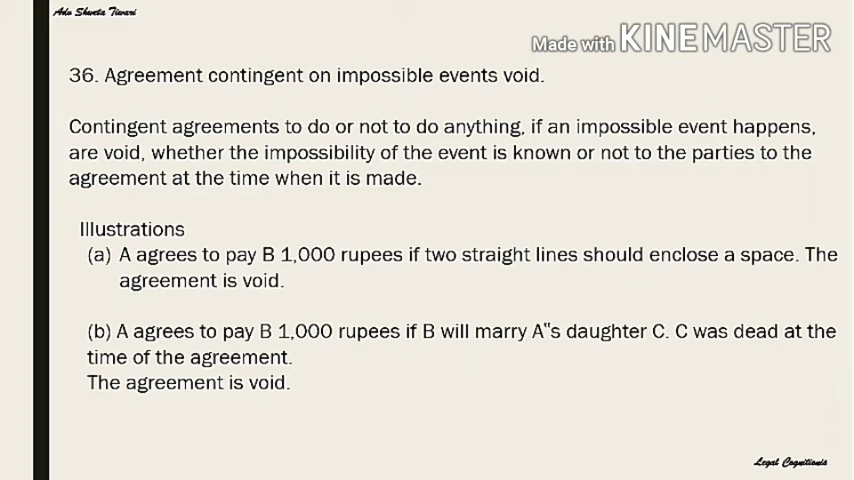 Adv Shweta Tiwari
Made with KINEMASTER
36. Agreement contingent on impossible events void.
Contingent agreements to do or not to do anything, if an impossible event happens,
are void, whether the impossibility of the event is known or not to the parties to the
agreement at the time when it is made.
Illustrations
(a) A agrees to pay B 1,000 rupees if two straight lines should enclose a space. The
agreement is void.
(b) A agrees to pay B 1,000 rupees if B will marry A"s daughter C. C was dead at the
time of the agreement.
The agreement is void.
Legal Cognitionis